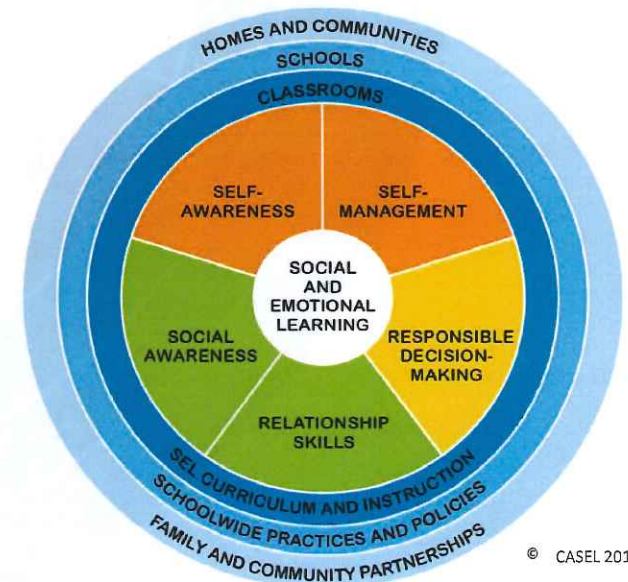 HOMES AND COMMUNITIES
SCHOOLS
CLASSROOMS
SELF-
AWARENESS
SELF-
MANAGEMENT
SOCIAL
AND
EMOTIONAL
LEARNING
SOCIAL
AWARENESS
RESPONSIBLE
DECISION-
MAKING
RELATIONSHIP
SKILLS
SEL CURRICULUM AND INSTRUCTION
SCHOOLWIDE PRACTICES AND POLICIES
FAMILY AND COMMUNITY PARTNERSHIPS
© CASEL 201